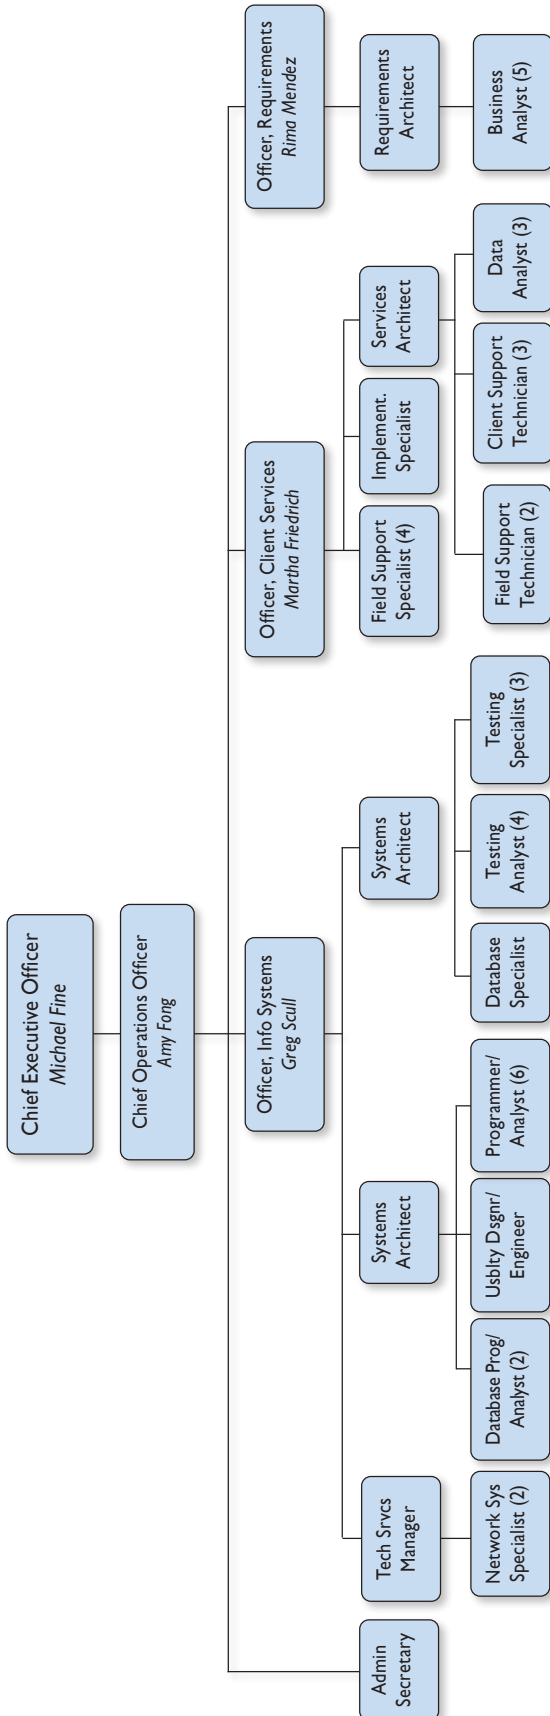 Chief Executive Officer
Michael Fine
Chief Operations Officer
Amy Fong
Officer, Info Systems
Greg Scull
Officer, Client Services
Martha Friedrich
Officer, Requirements
Rima Mendez
Admin
Secretary
Tech Srvcs
Manager
Systems
Architect
Systems
Architect
Field Support
Specialist (4)
Implement.
Specialist
Services
Architect
Requirements
Architect
Network Sys
Specialist (2)
Database Prog/
Analyst (2)
Usblty Dsgnr/
Engineer
Programmer/
Analyst (6)
Database
Specialist
Testing
Analyst (4)
Testing
Specialist (3)
Field Support
Technician (2)
Client Support
Technician (3)
Data
Analyst (3)
Business
Analyst (5)